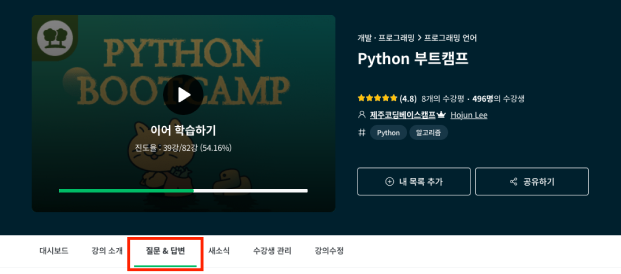 PYTHON
BOOTCAMP
이어 학습하기
진도율 : 39강/82강 (54.16%)
개발 · 프로그래밍 > 프로그래밍 언어
Python 부트캠프
★★★★★ (4.8) 8개의 수강평 · 496명의 수강생
제주코딩베이스캠프 Hojun Lee
# Python 알고리즘
내 목록 추가 공유하기
대시보드 강의 소개 질문 & 답변 새소식 수강생 관리 강의수정